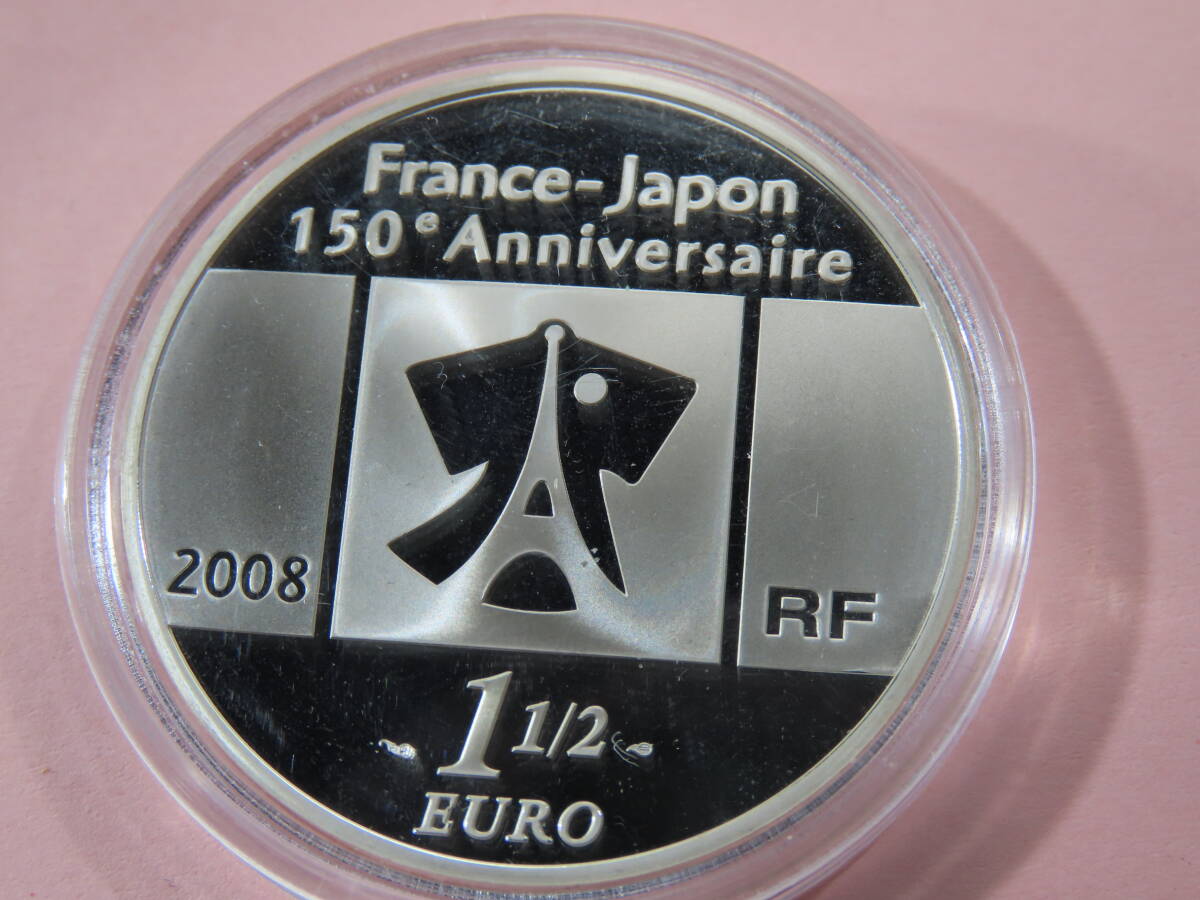 France-Japon
150e Anniversaire
2008
RF
1 1/2
EURO